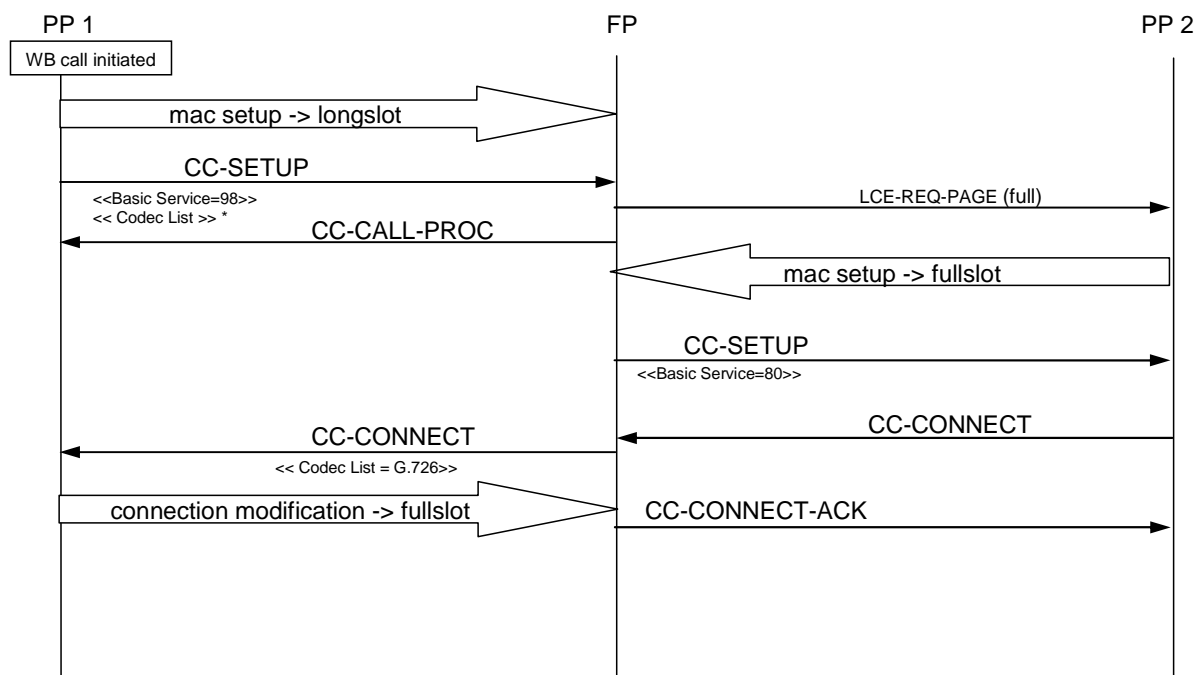 PP 1
FP
PP 2
WB call initiated
mac setup -> longslot
CC-SETUP
<<Basic Service=98>>
<< Codec List >> *
LCE-REQ-PAGE (full)
CC-CALL-PROC
mac setup -> fullslot
CC-SETUP
<<Basic Service=80>>
CC-CONNECT
CC-CONNECT
<< Codec List = G.726>>
connection modification -> fullslot
CC-CONNECT-ACK